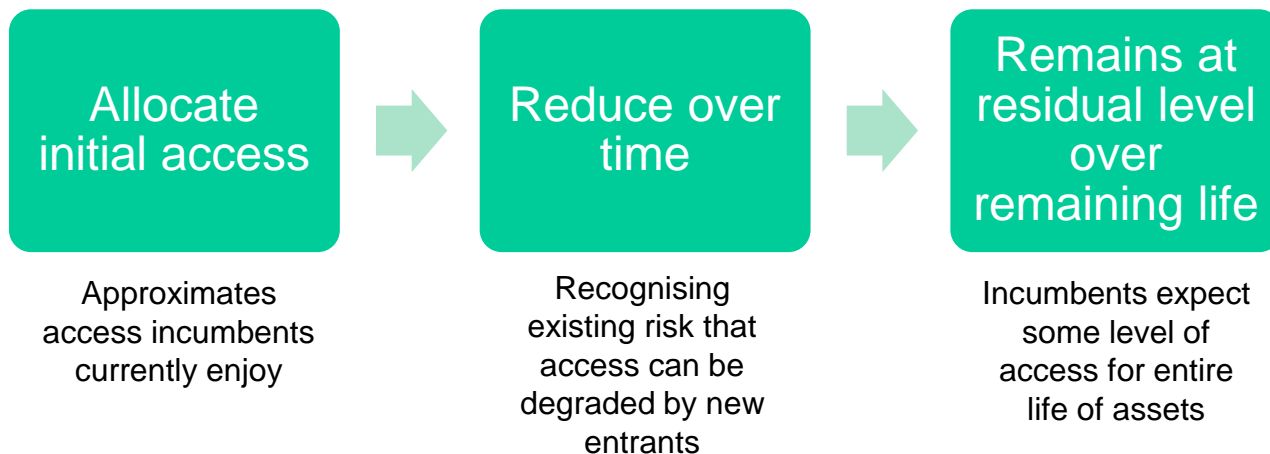 Allocate
initial access
Reduce over
time
Remains at
residual level
over
remaining life
Approximates
access incumbents
currently enjoy
Recognising
existing risk that
access can be
degraded by new
entrants
Incumbents expect
some level of
access for entire
life of assets